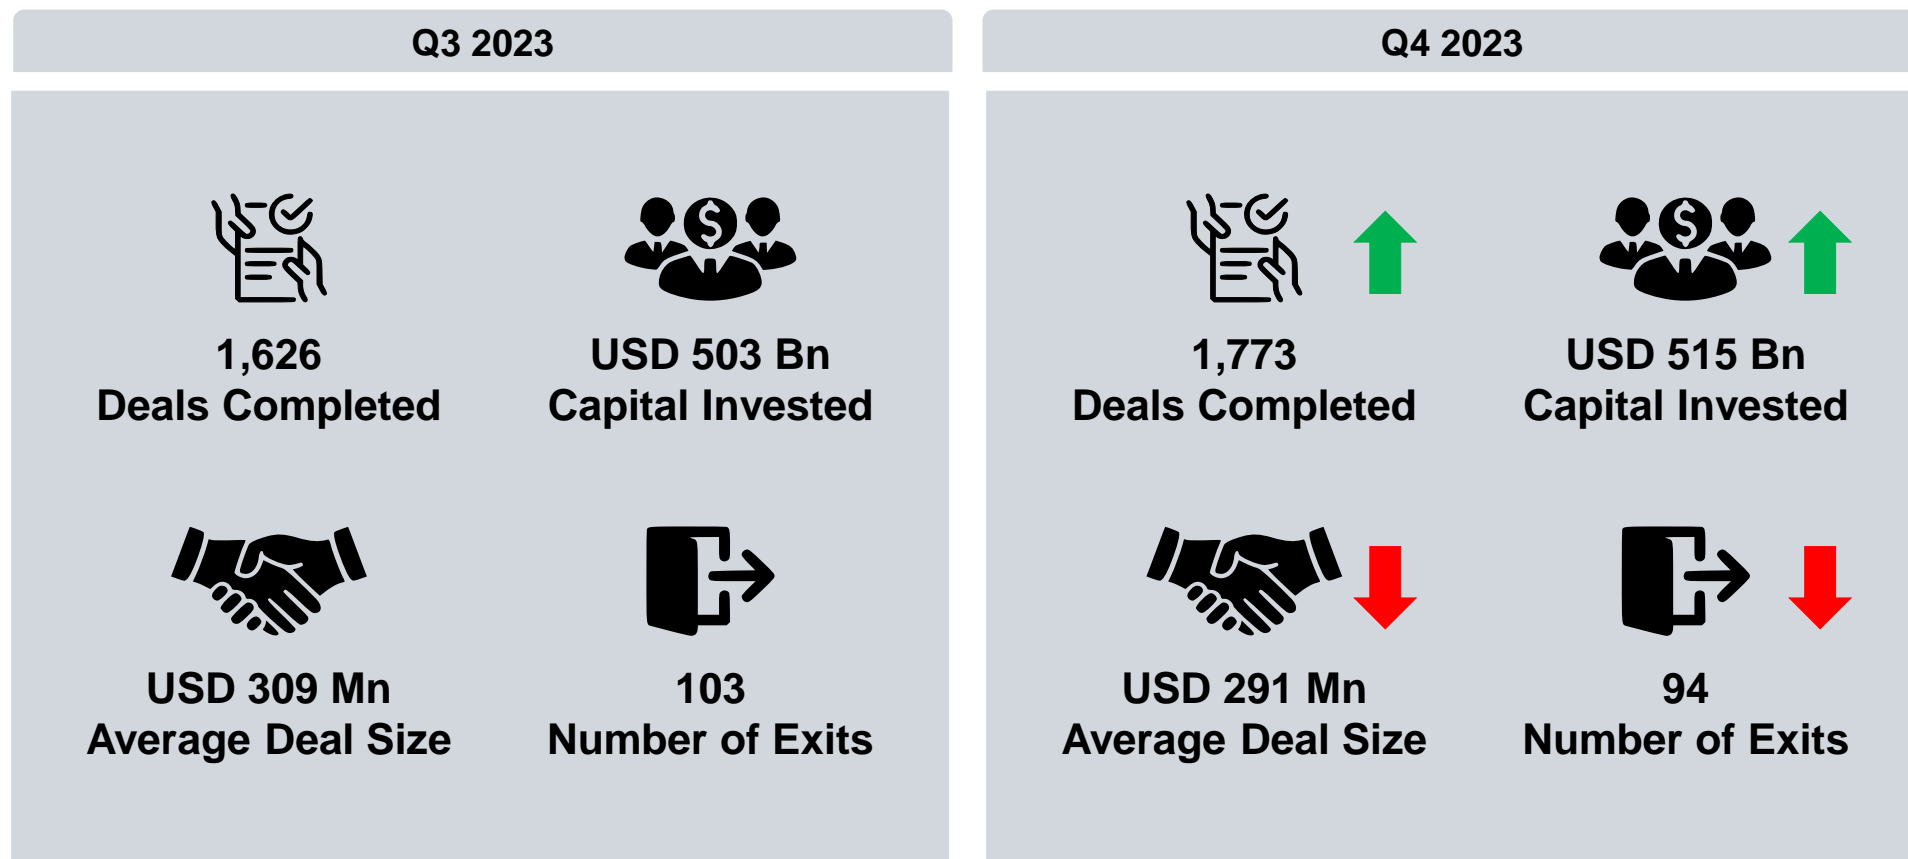 Q3 2023
1,626
Deals Completed
USD 503 Bn
Capital Invested
USD 309 Mn
Average Deal Size
103
Number of Exits
Q4 2023
1,773
Deals Completed
USD 515 Bn
Capital Invested
USD 291 Mn
Average Deal Size
94
Number of Exits